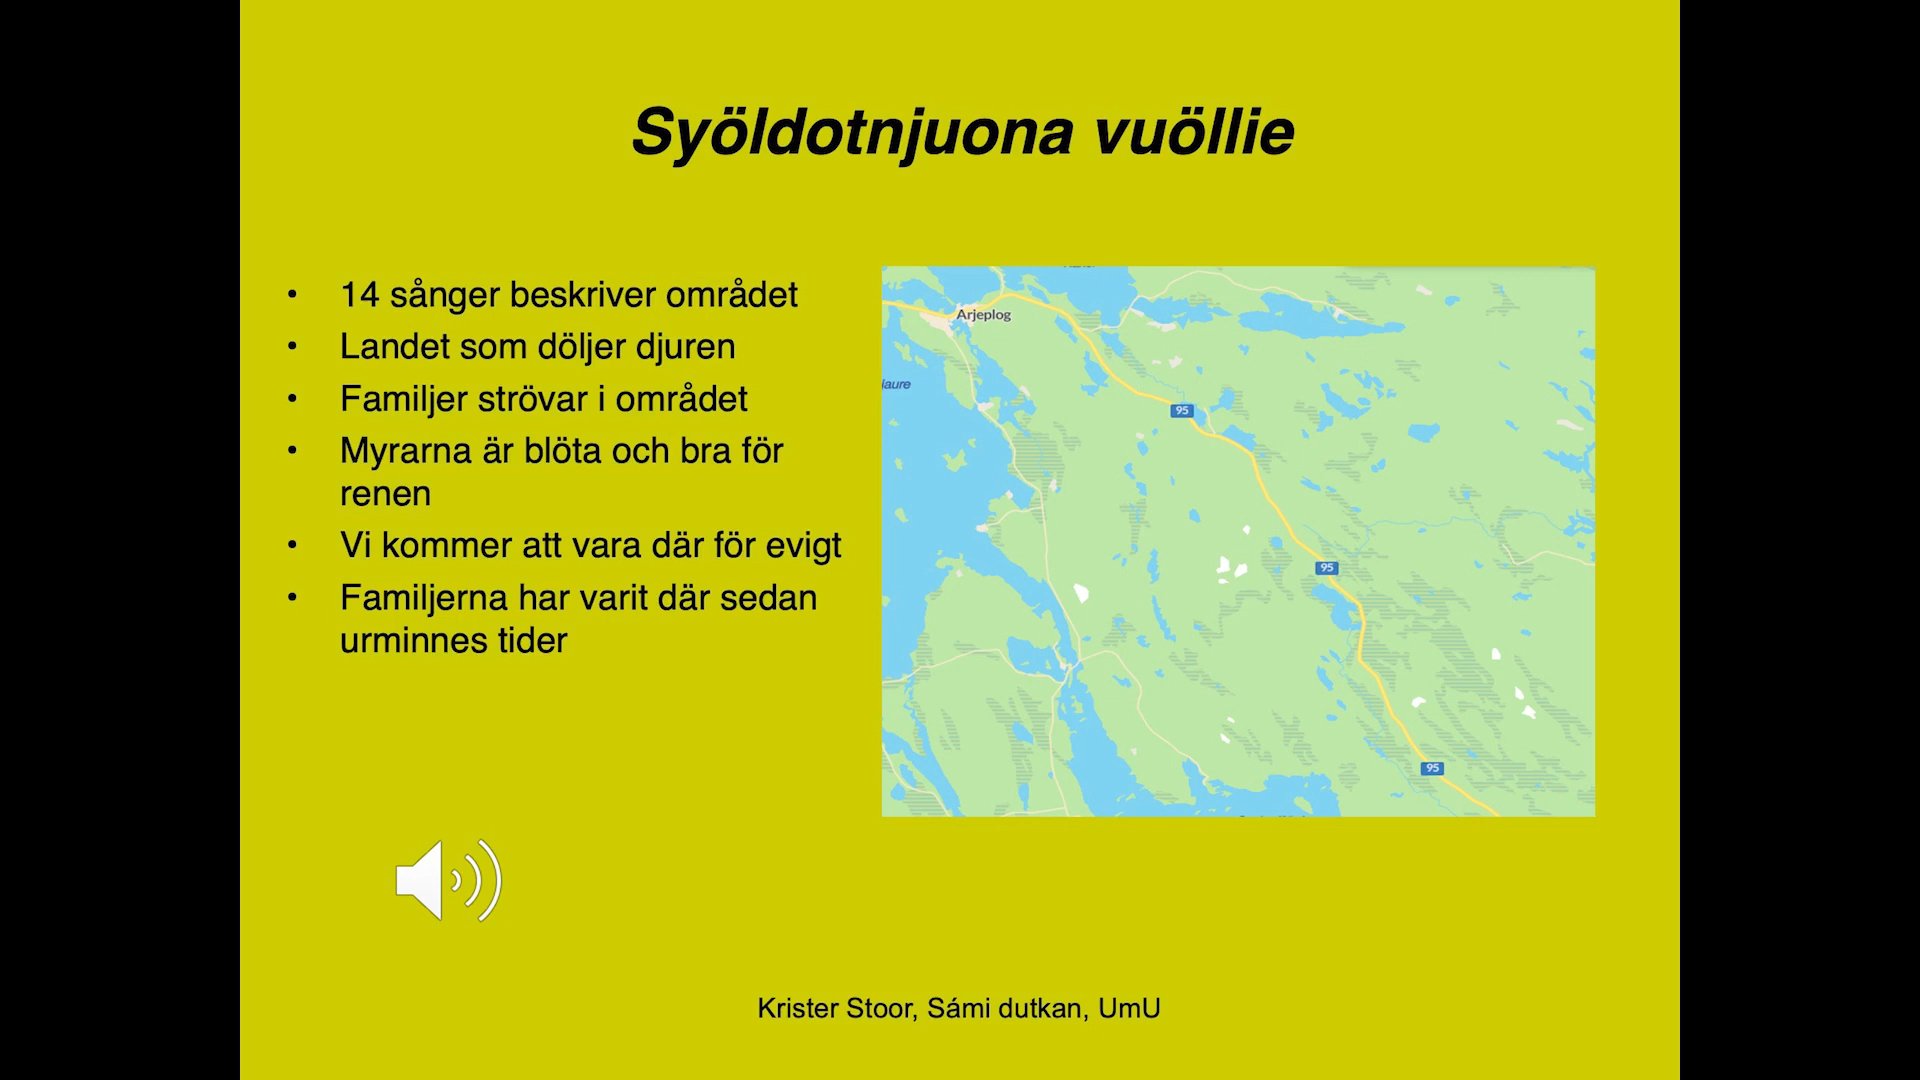 Syöldotnjuona vuöllie
• 14 sånger beskriver området
• Landet som döljer djuren
• Familjer strövar i området
• Myrarna är blöta och bra för
renen
• Vi kommer att vara där för evigt
• Familjerna har varit där sedan
urminnes tider
Arjeplog
laure
95
95
95
Krister Stoor, Sámi dutkan, UmU